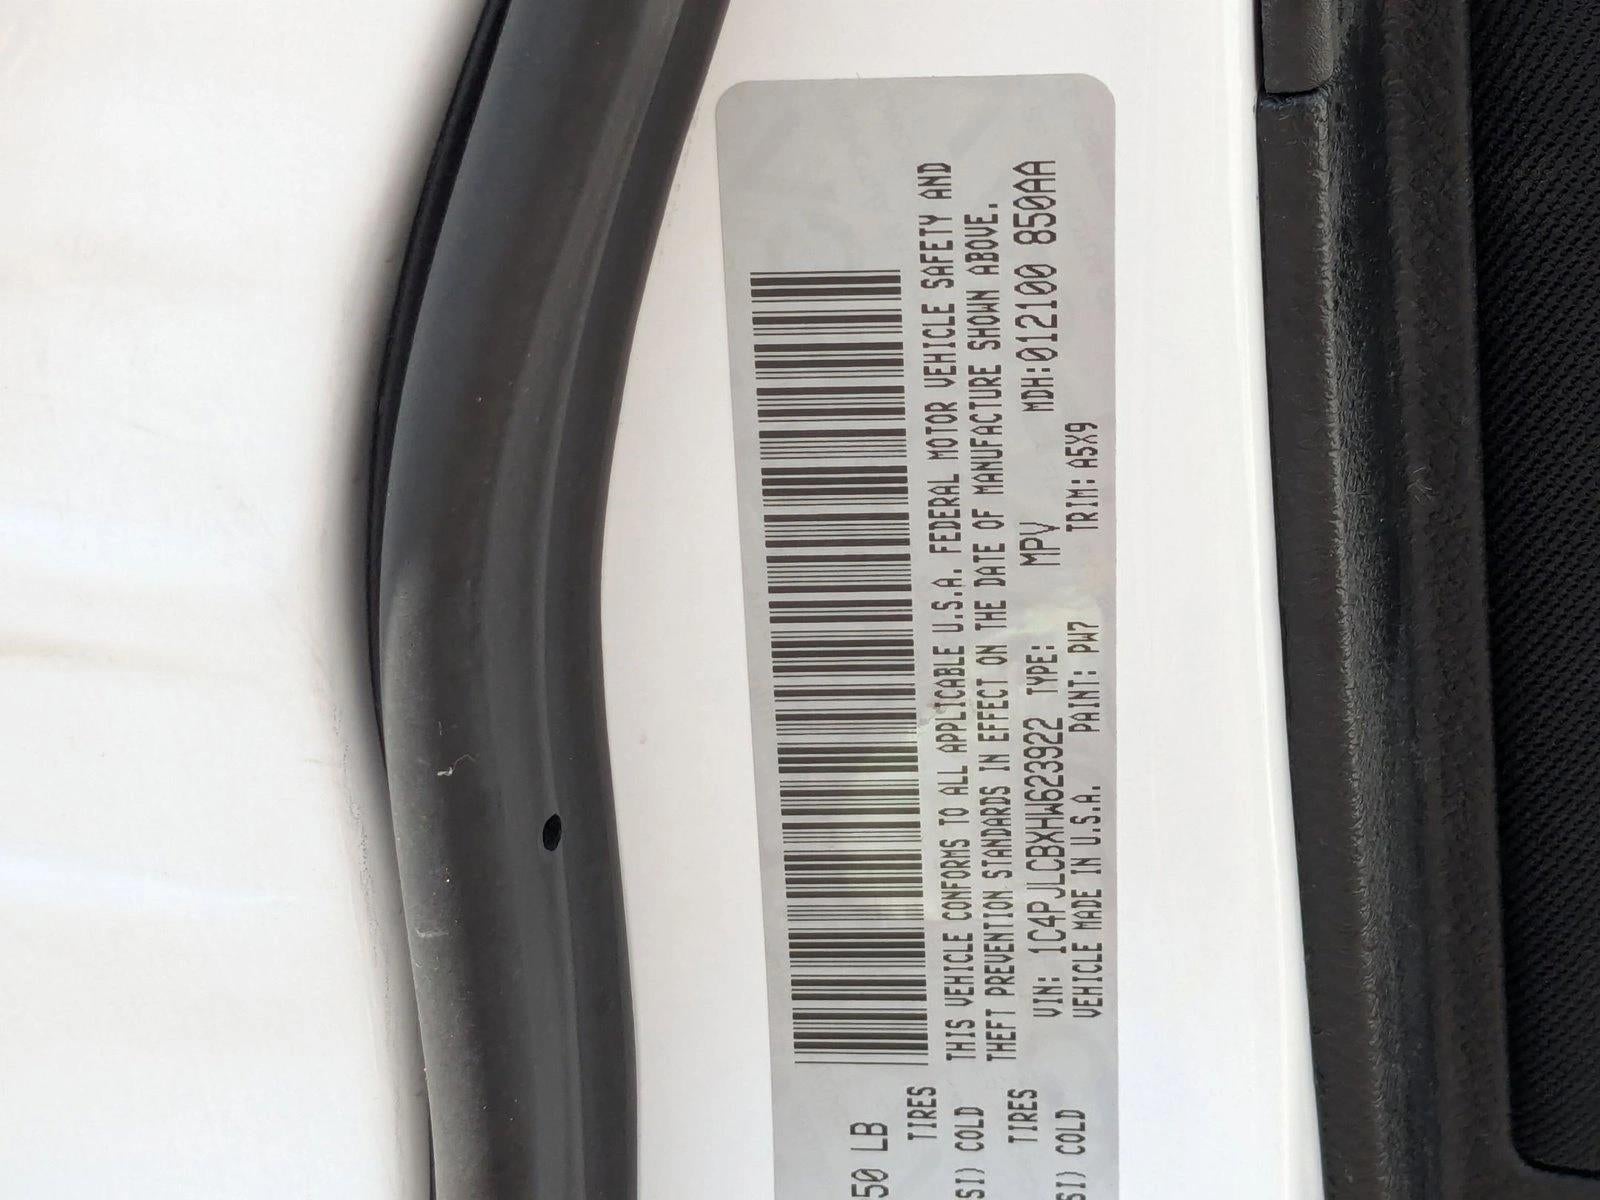 50 LB
TIRES
SI) COLD
TIRES
SI) COLD
THIS VEHICLE CONFORMS TO ALL APPLICABLE U.S.A. FEDERAL MOTOR VEHICLE SAFETY AND
THEFT PREVENTION STANDARDS IN EFFECT ON THE DATE OF MANUFACTURE SHOWN ABOVE.
VIN: 1C4PJLCBXHW623922 TYPE: MPV MDH:012100 850AA
VEHICLE MADE IN U.S.A. PAINT: PW7 TRIM: A5X9